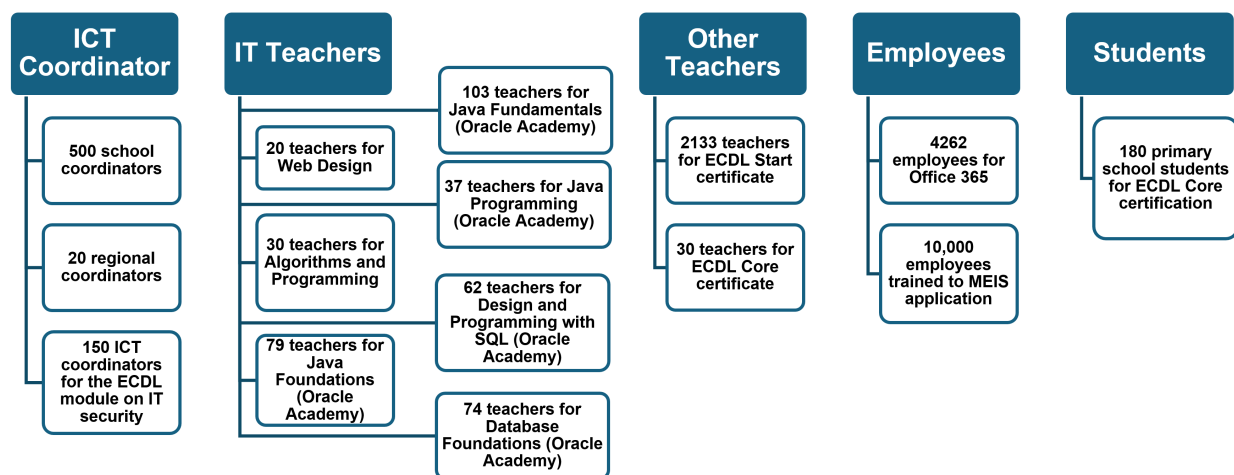 ICT
Coordinator
500 school
coordinators
20 regional
coordinators
150 ICT
coordinators
for the ECDL
module on IT
security
IT Teachers
103 teachers for
Java Fundamentals
(Oracle Academy)
20 teachers for
Web Design
37 teachers for Java
Programming
(Oracle Academy)
30 teachers for
Algorithms and
Programming
62 teachers for
Design and
Programming with
SQL (Oracle
Academy)
79 teachers for
Java
Foundations
(Oracle
Academy)
74 teachers for
Database
Foundations (Oracle
Academy)
Other
Teachers
2133 teachers
for ECDL Start
certificate
30 teachers for
ECDL Core
certificate
Employees
4262
employees for
Office 365
10,000
employees
trained to MEIS
application
Students
180 primary
school students
for ECDL Core
certification